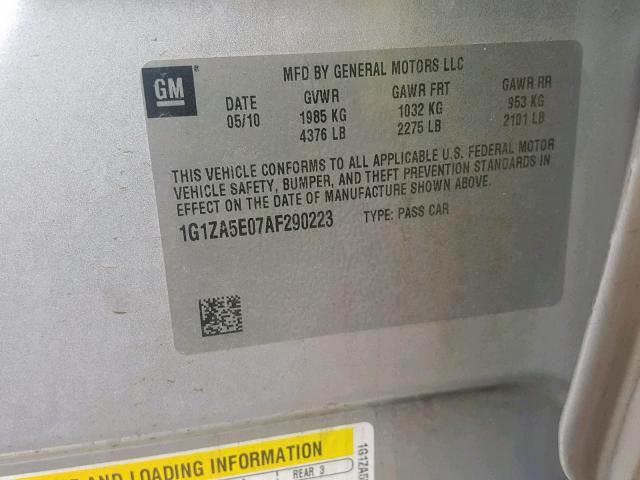 GM
MFD BY GENERAL MOTORS LLC
DATE GVWR GAWR FRT GAWR RR
05/10 1985 KG 1032 KG 953 KG
4376 LB 2275 LB 2101 LB
THIS VEHICLE CONFORMS TO ALL APPLICABLE U.S. FEDERAL MOTOR
VEHICLE SAFETY, BUMPER, AND THEFT PREVENTION STANDARDS IN
EFFECT ON THE DATE OF MANUFACTURE SHOWN ABOVE.
1G1ZA5E07AF290223 TYPE: PASS CAR
AND LOADING INFORMATION
REAR 3
1G1ZA5